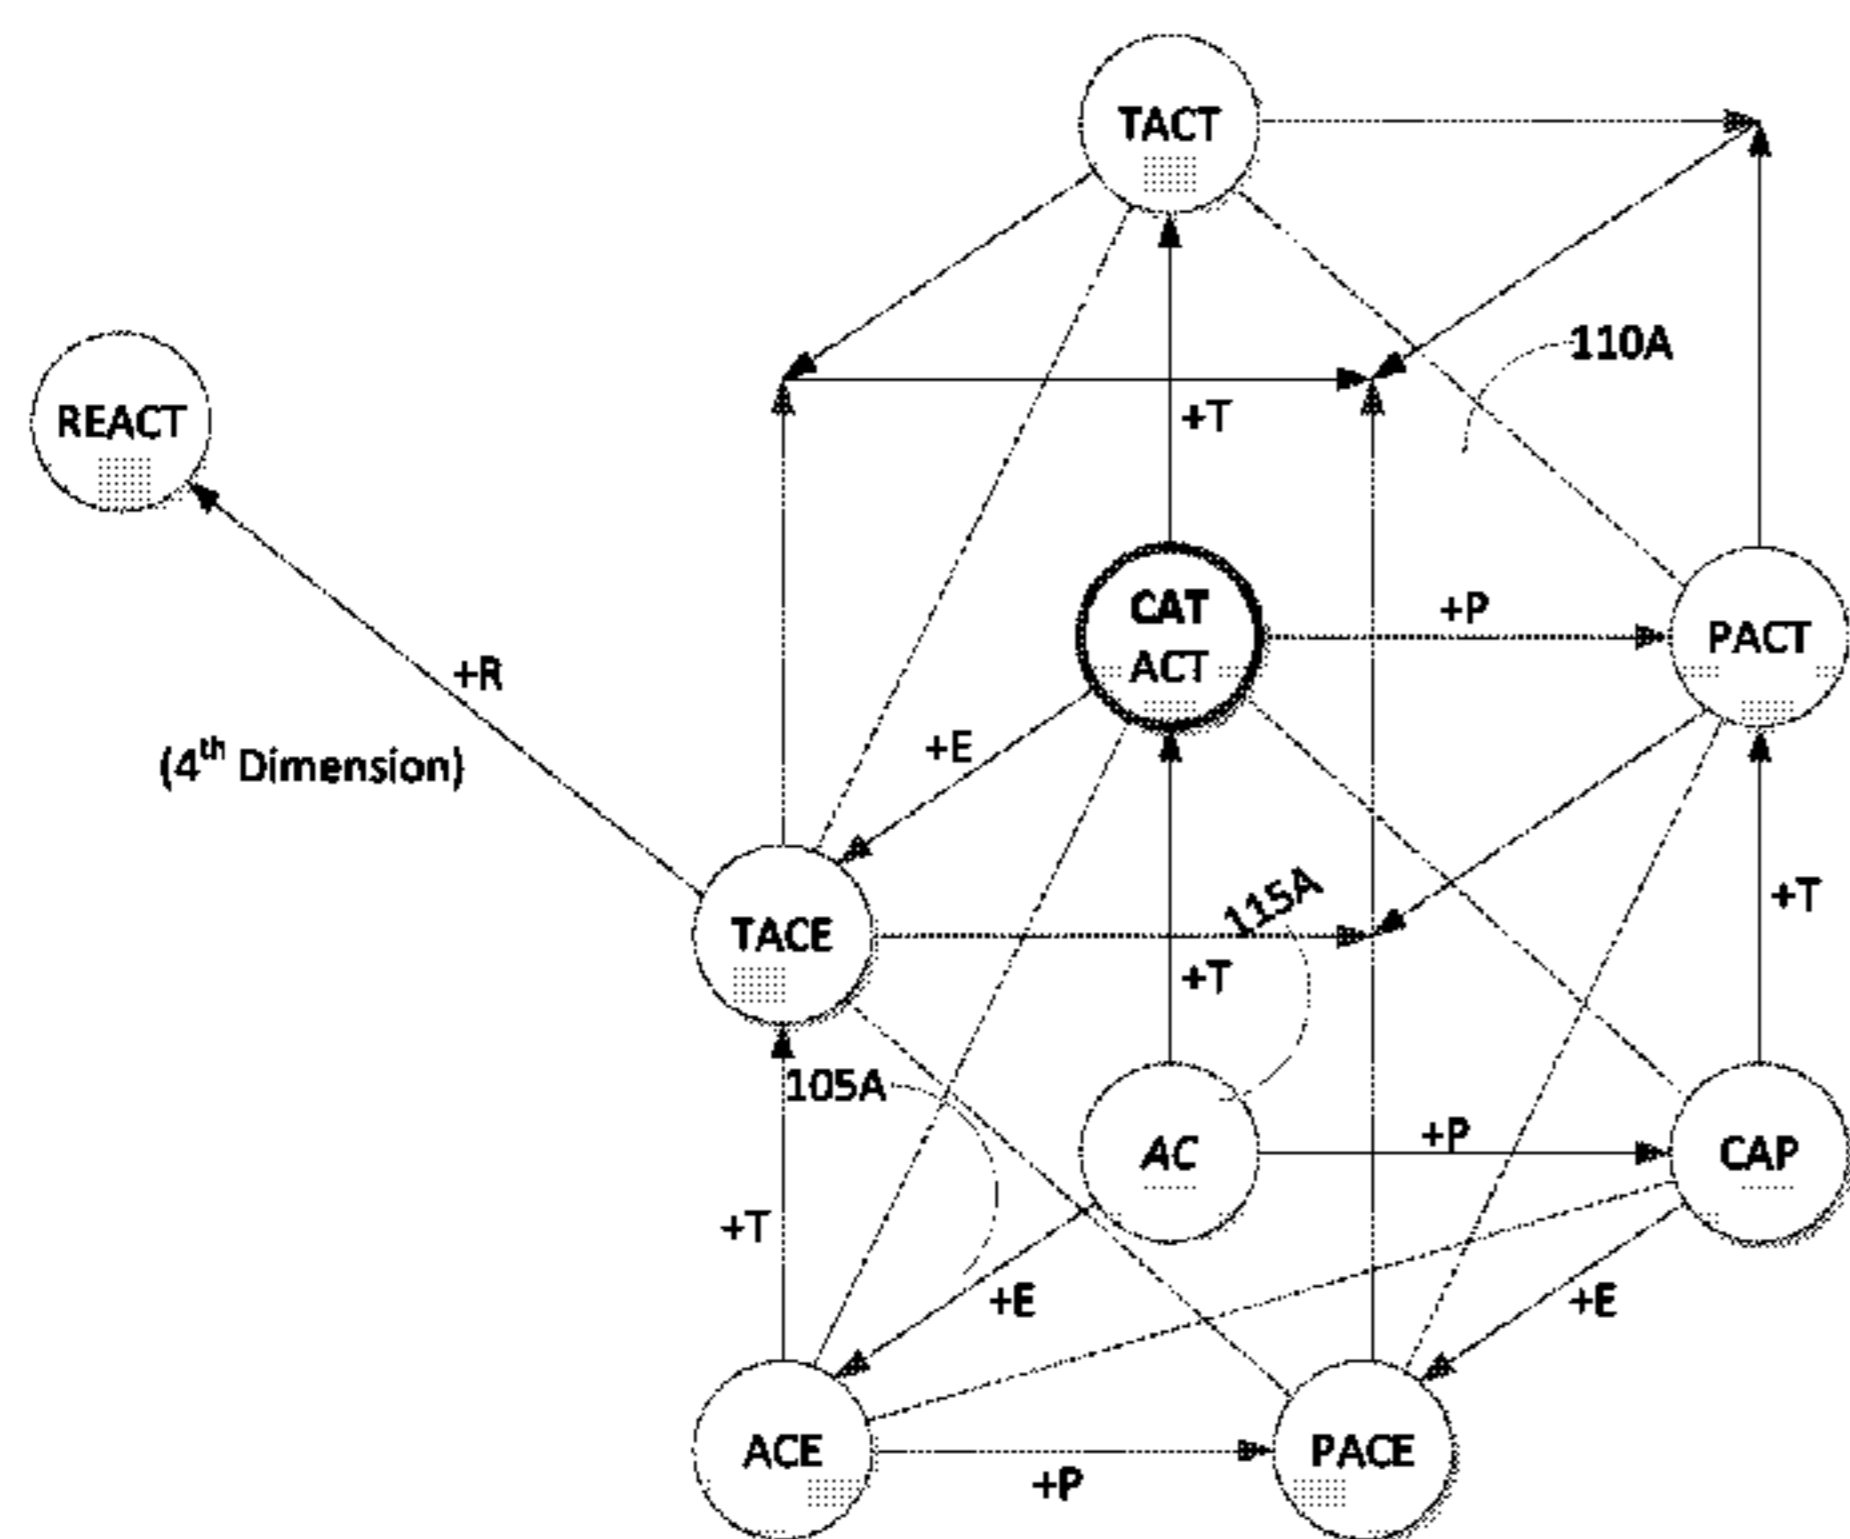 TACT
110A
+T
REACT
CAT
ACT
+P
PACT
+R
+E
(4th Dimension)
+T
115A
TACE
+T
105A
AC
+P
CAP
+T
+E
+E
ACE
+P
PACE